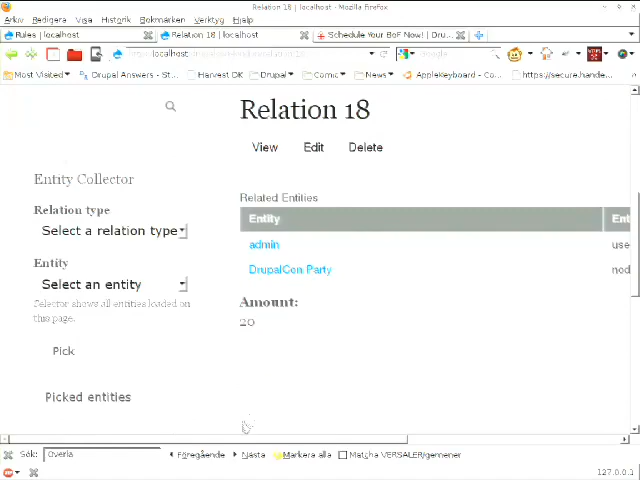 Relation 18 | localhost - Mozilla Firefox
Arkiv Redigera Visa Historik Bokmärken Verktyg Hjälp
Rules | localhost Relation 18 | localhost Schedule Your BoF Now! | Dru...
localhost
Most Visited Drupal Answers - St... Harvest DK Drupal Comic News AppleKeyboard - Co... https://secure.hande...
Relation 18
View Edit Delete
Entity Collector
Relation type
Select a relation type
Entity
Select an entity
Selector shows all entities loaded on
this page.
Pick
Picked entities
Related Entities
Entity Ent
admin use
DrupalCon Party nod
Amount:
20
Sök: Overla Föregående Nästa Markera alla Matcha VERSALER/gemener
127.0.0.1